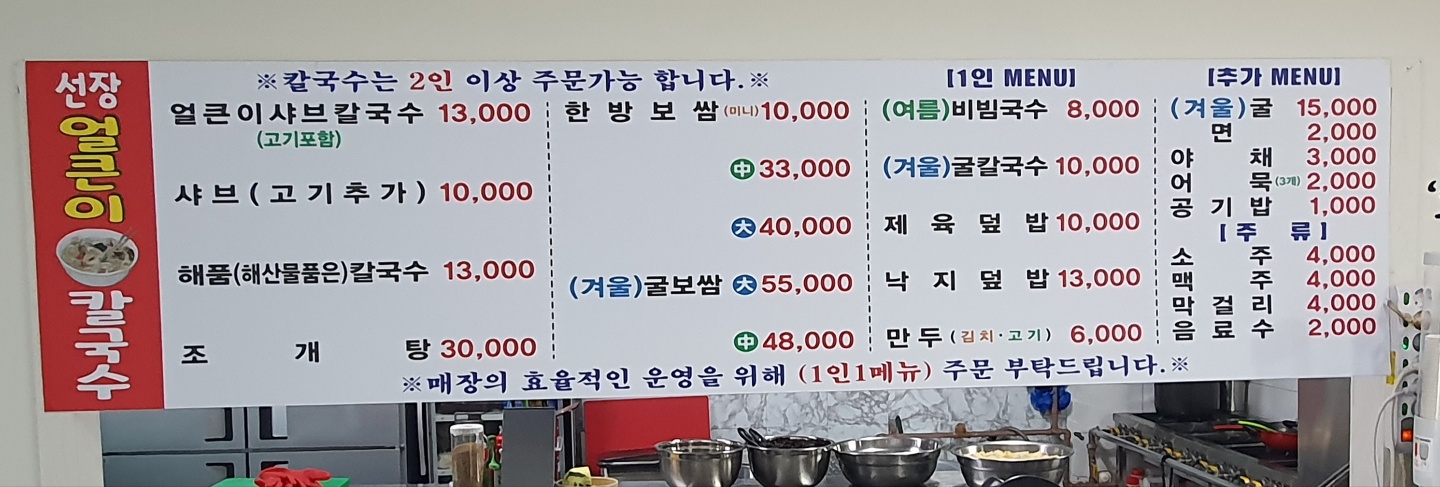 선장
얼큰이
칼국수
※칼국수는 2인 이상 주문가능 합니다.※
얼큰이샤브칼국수 13,000
(고기포함)
샤브(고기추가) 10,000
해품(해산물품은)칼국수 13,000
조개탕 30,000
한방보쌈(미니) 10,000
中 33,000
大 40,000
(겨울)굴보쌈 大 55,000
中 48,000
[1인 MENU]
(여름)비빔국수 8,000
(겨울)굴칼국수 10,000
제육덮밥 10,000
낙지덮밥 13,000
만두(김치·고기) 6,000
[추가 MENU]
(겨울)굴 15,000
면 2,000
야채 3,000
어묵(3개) 2,000
공기밥 1,000
[주류]
소주 4,000
맥주 4,000
막걸리 4,000
음료수 2,000
※매장의 효율적인 운영을 위해 (1인1메뉴) 주문 부탁드립니다.※